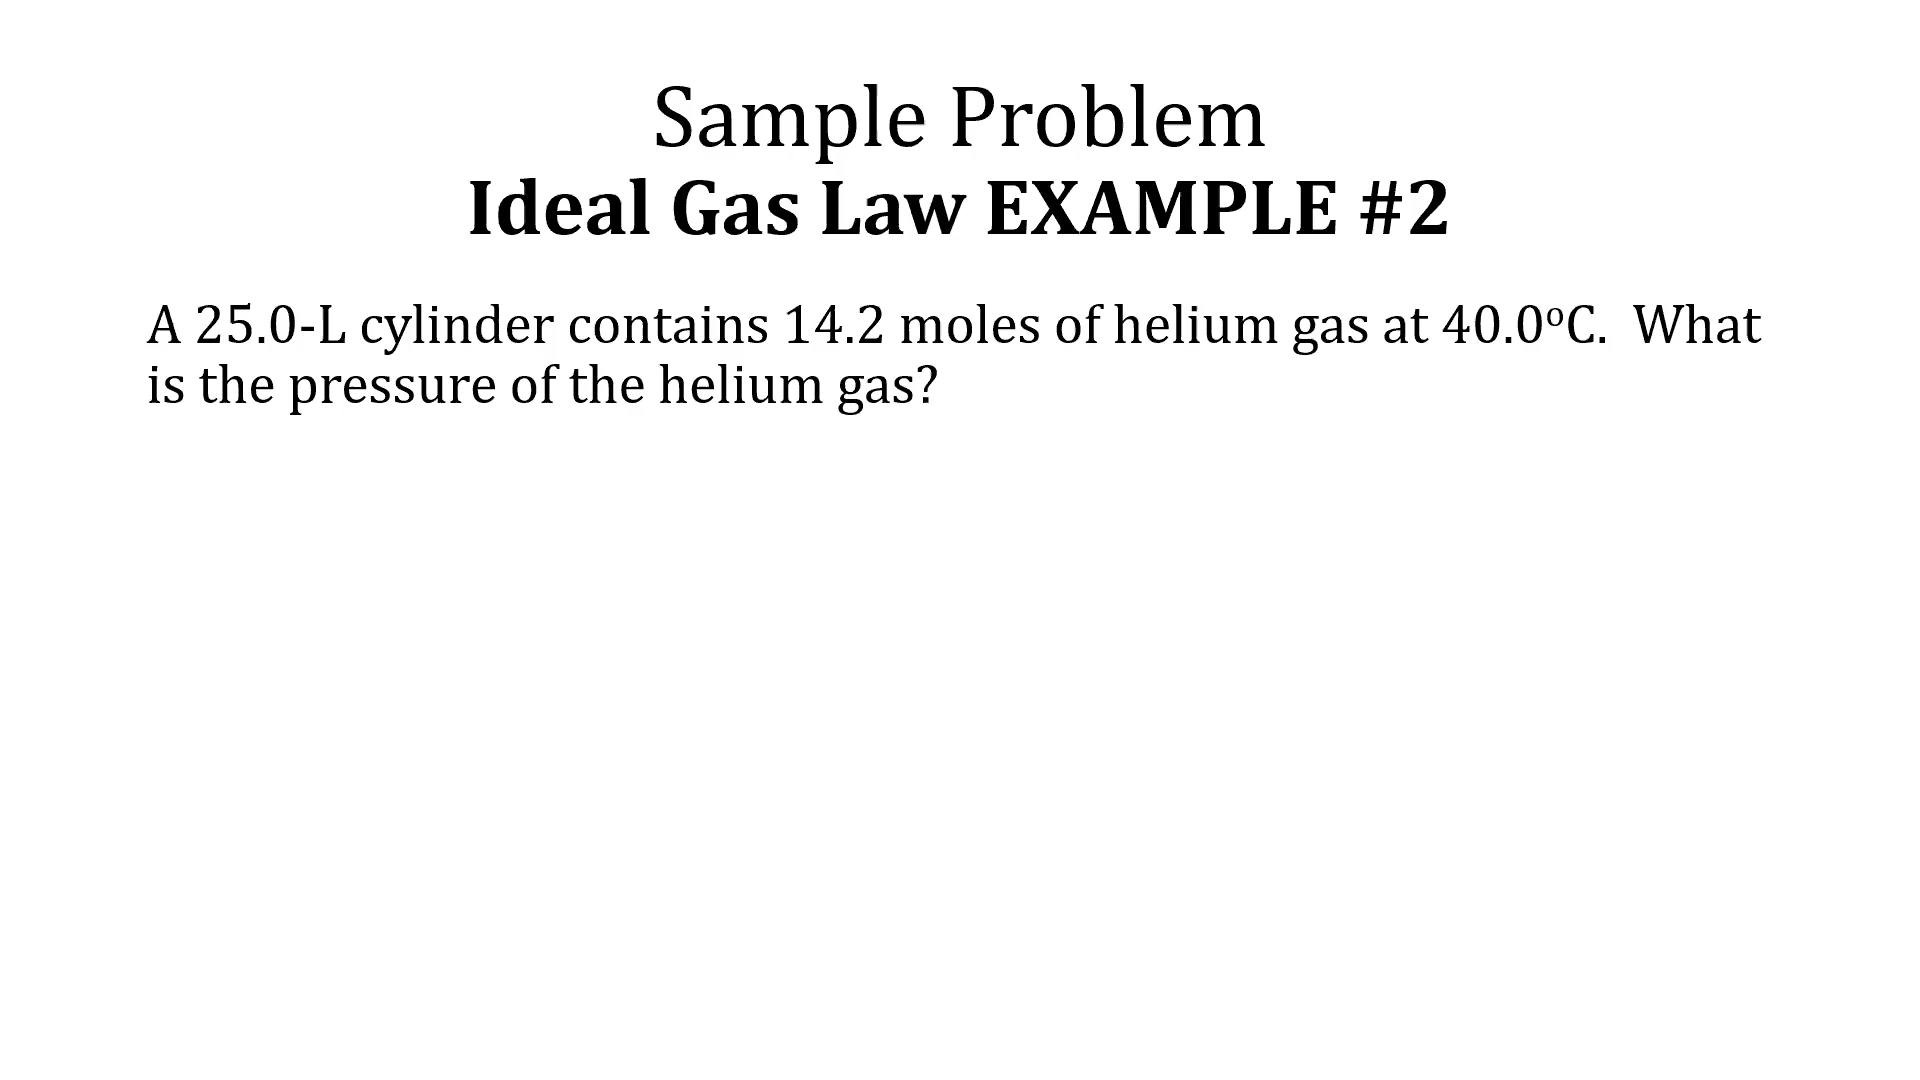 Sample Problem
Ideal Gas Law EXAMPLE #2
A 25.0-L cylinder contains 14.2 moles of helium gas at 40.0ᵒC.  What
is the pressure of the helium gas?